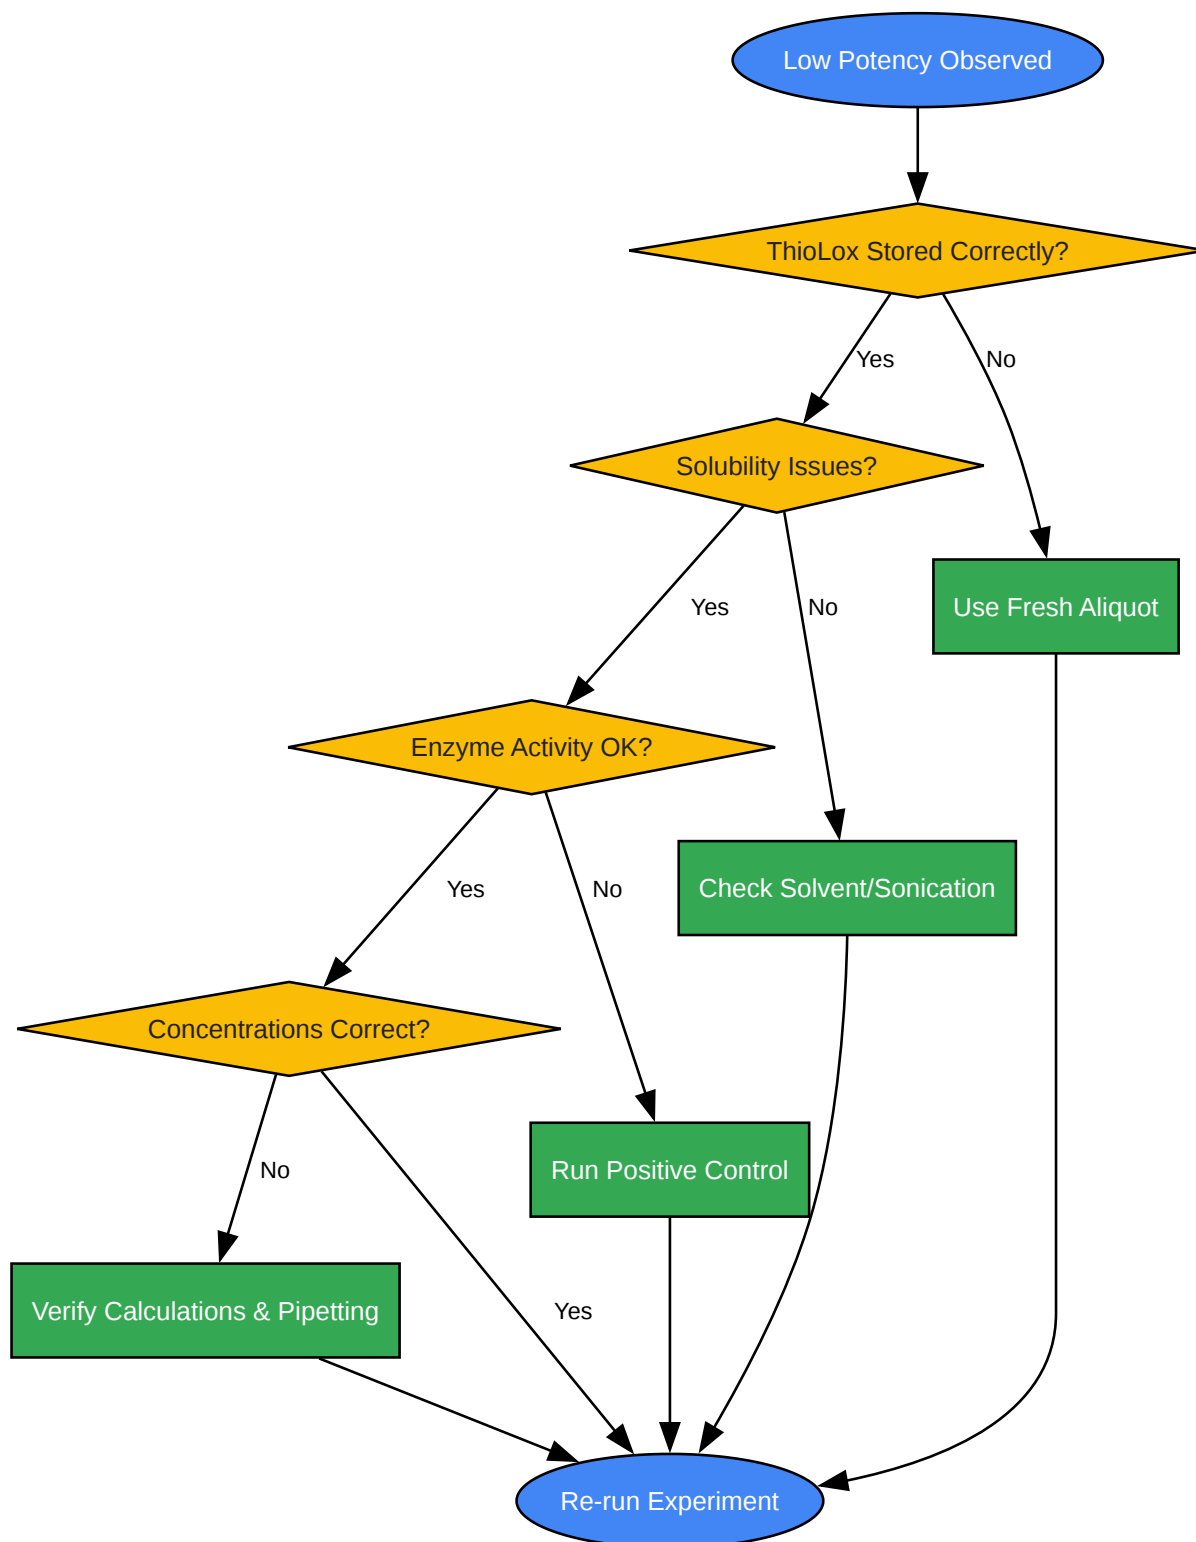 Low Potency Observed
ThioLox Stored Correctly?
Yes
No
Solubility Issues?
Yes
No
Use Fresh Aliquot
Enzyme Activity OK?
Yes
No
Check Solvent/Sonication
Concentrations Correct?
No
Run Positive Control
Verify Calculations & Pipetting
Yes
Re-run Experiment